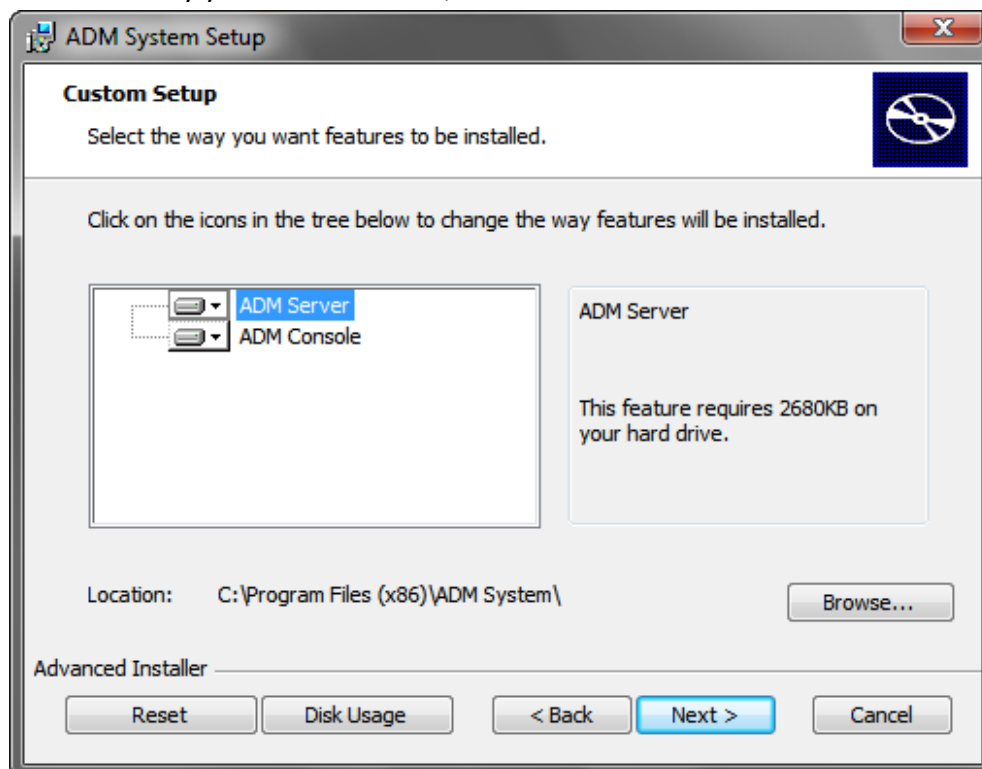 ADM System Setup
Custom Setup
Select the way you want features to be installed.
Click on the icons in the tree below to change the way features will be installed.
ADM Server
ADM Console
ADM Server
This feature requires 2680KB on
your hard drive.
Location: C:\Program Files (x86)\ADM System\
Browse...
Advanced Installer
Reset Disk Usage < Back Next > Cancel